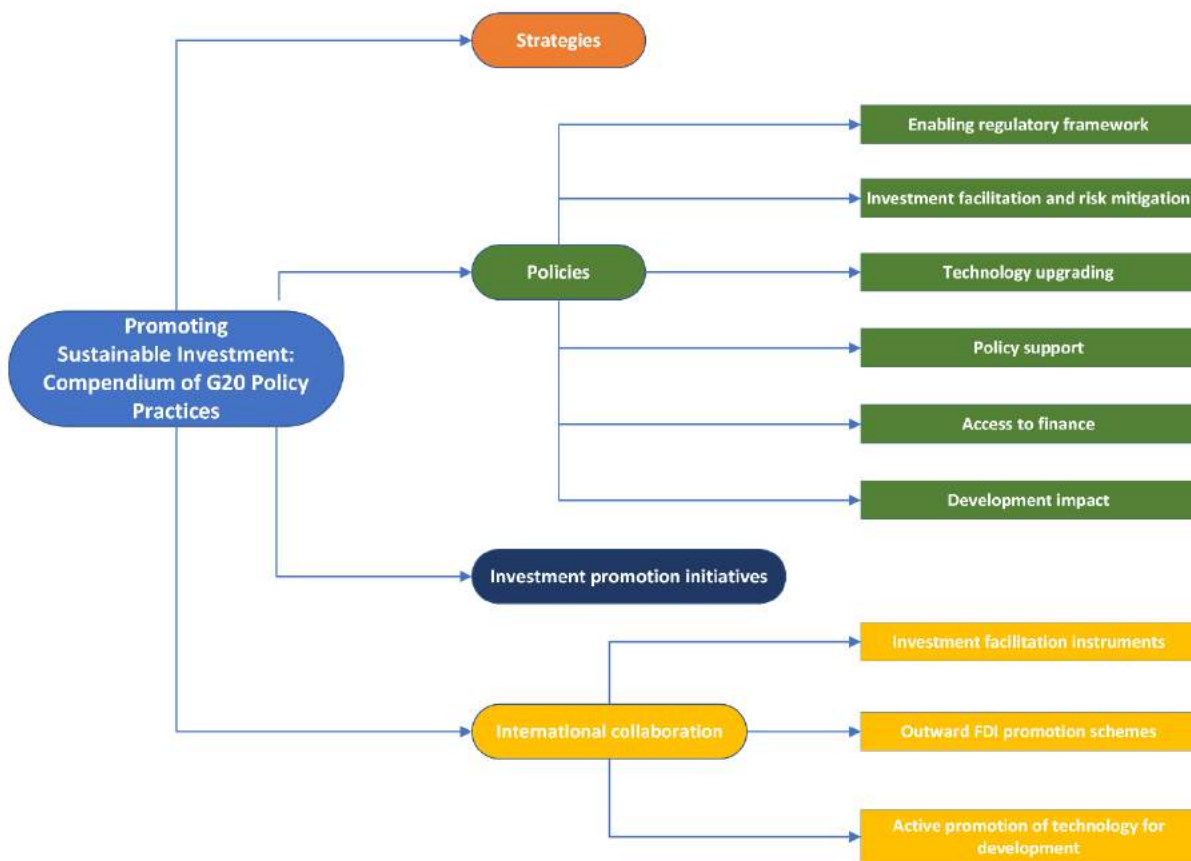 Strategies
Enabling regulatory framework
Investment facilitation and risk mitigation
Policies
Technology upgrading
Promoting
Sustainable Investment:
Compendium of G20 Policy
Practices
Policy support
Access to finance
Development impact
Investment promotion initiatives
Investment facilitation instruments
International collaboration
Outward FDI promotion schemes
Active promotion of technology for
development